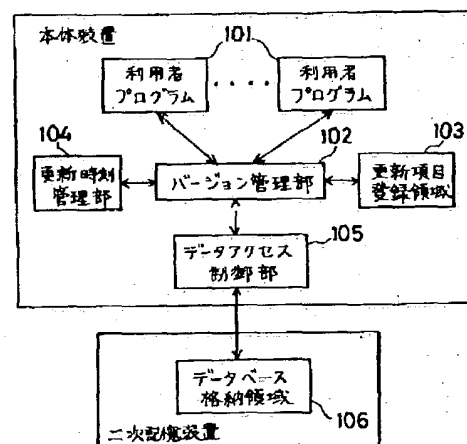 本体装置
101
利用者
プログラム
・・・・
利用者
プログラム
104
102
103
更新時刻
管理部
バージョン管理部
更新項目
登録領域
105
データアクセス
制御部
データベース
格納領域
106
二次記憶装置